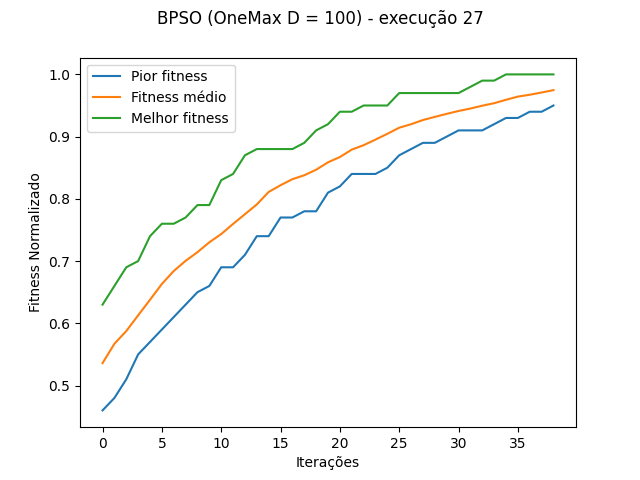 BPSO (OneMax D = 100) - execução 27
Pior fitness
Fitness médio
Melhor fitness
Fitness Normalizado
1.0
0.9
0.8
0.7
0.6
0.5
0 5 10 15 20 25 30 35
Iterações